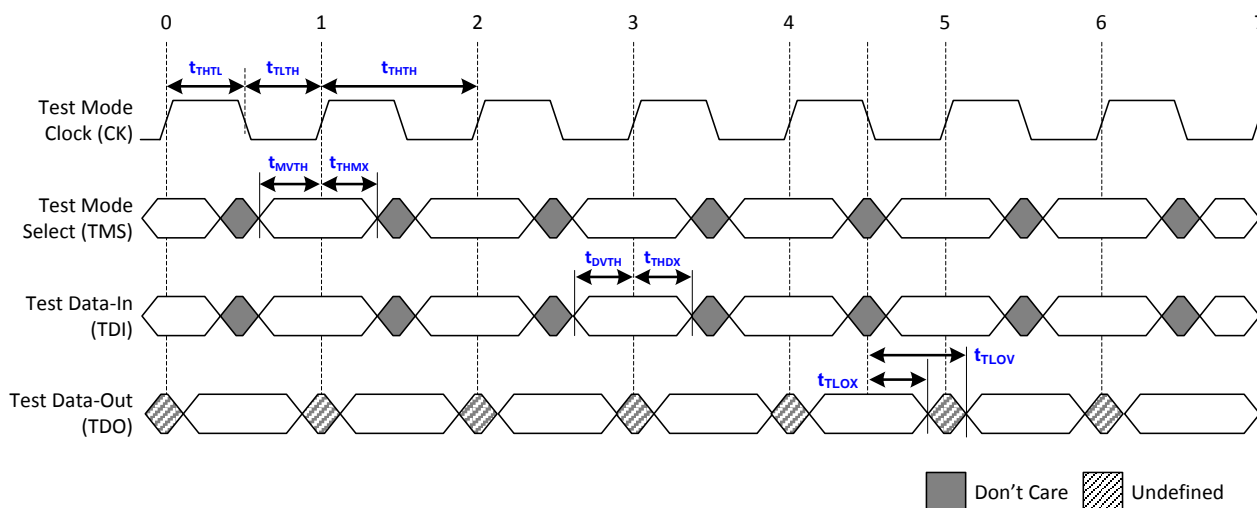 0 1 2 3 4 5 6 7
tTHTL tTLTH tTHTH
Test Mode
Clock (CK)
tMVTH tTHMX
Test Mode
Select (TMS)
tDVTH tTHDX
Test Data-In
(TDI)
tTLOV
tTLOX
Test Data-Out
(TDO)
Don't Care Undefined